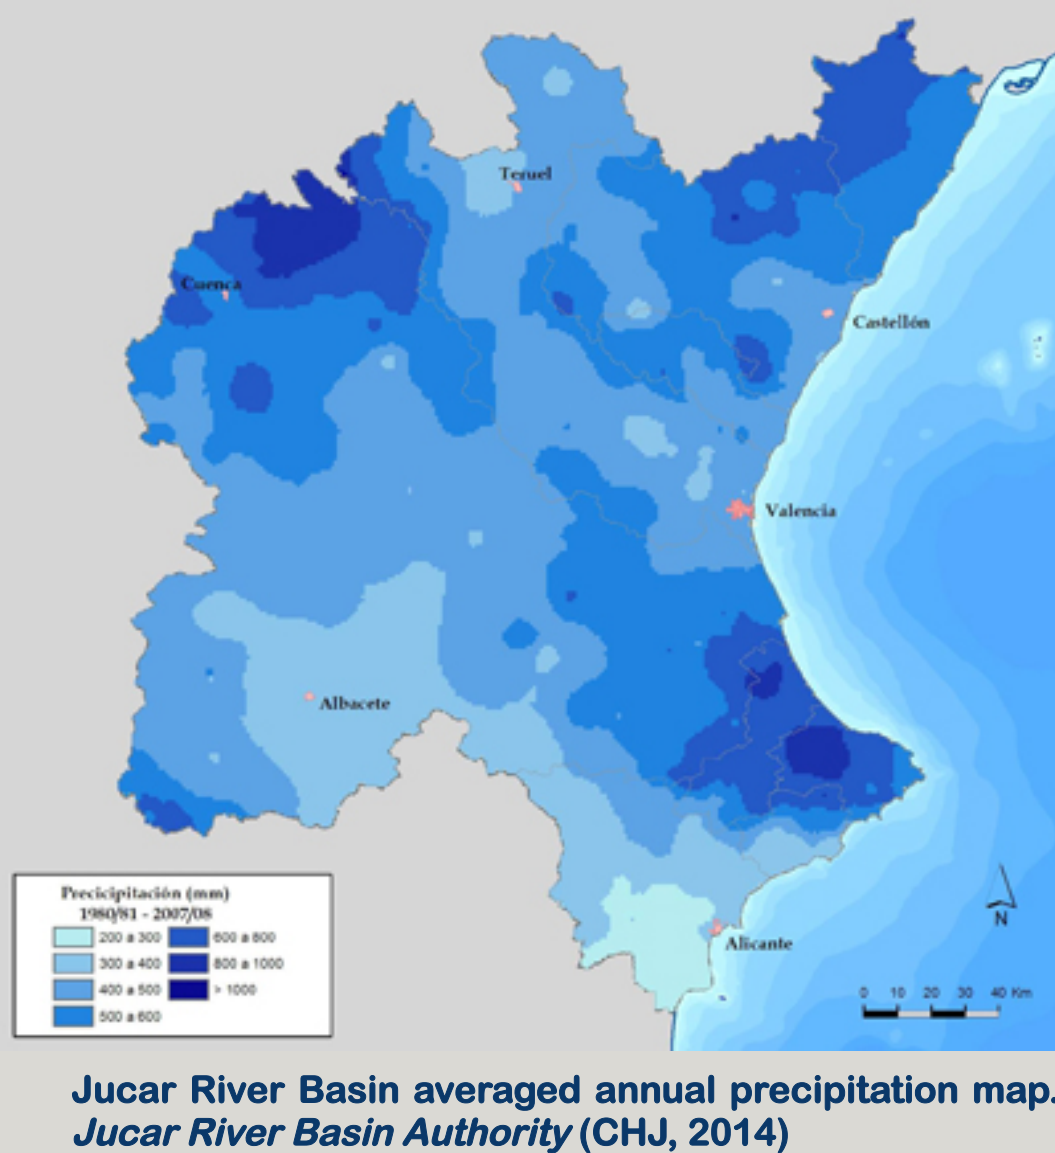 Teruel
Cuenca
Castellón
Valencia
Albacete
Alicante
Precicipitación (mm)
1980/81 - 2007/08
200 a 300
600 a 800
300 a 400
800 a 1000
400 a 500
> 1000
500 a 600
N
0 10 20 30 40 Km
Jucar River Basin averaged annual precipitation map.
Jucar River Basin Authority (CHJ, 2014)